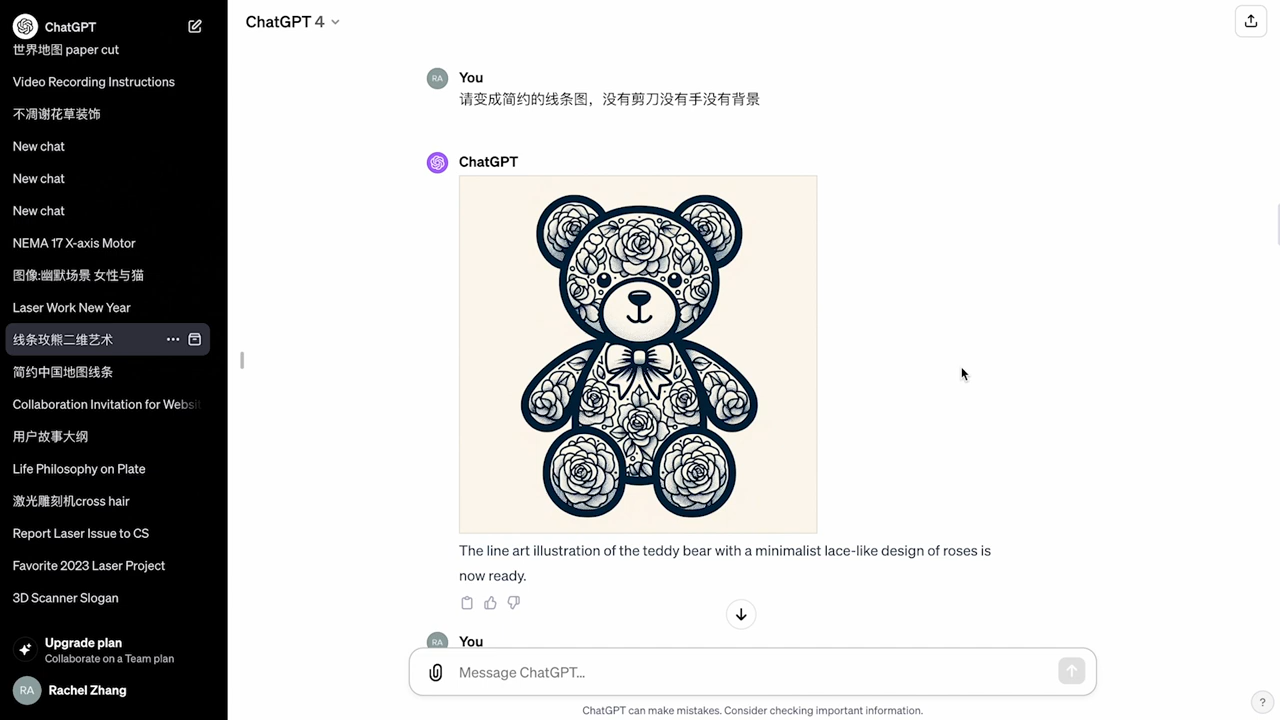 ChatGPT
世界地图 paper cut
Video Recording Instructions
不凋谢花草装饰
New chat
New chat
New chat
NEMA 17 X-axis Motor
图像:幽默场景 女性与猫
Laser Work New Year
线条玫熊二维艺术
简约中国地图线条
Collaboration Invitation for Websit
用户故事大纲
Life Philosophy on Plate
激光雕刻机cross hair
Report Laser Issue to CS
Favorite 2023 Laser Project
3D Scanner Slogan
Upgrade plan
Collaborate on a Team plan
RA Rachel Zhang
ChatGPT 4
RA You
请变成简约的线条图，没有剪刀没有手没有背景
ChatGPT
The line art illustration of the teddy bear with a minimalist lace-like design of roses is
now ready.
RA You
Message ChatGPT...
ChatGPT can make mistakes. Consider checking important information.
?